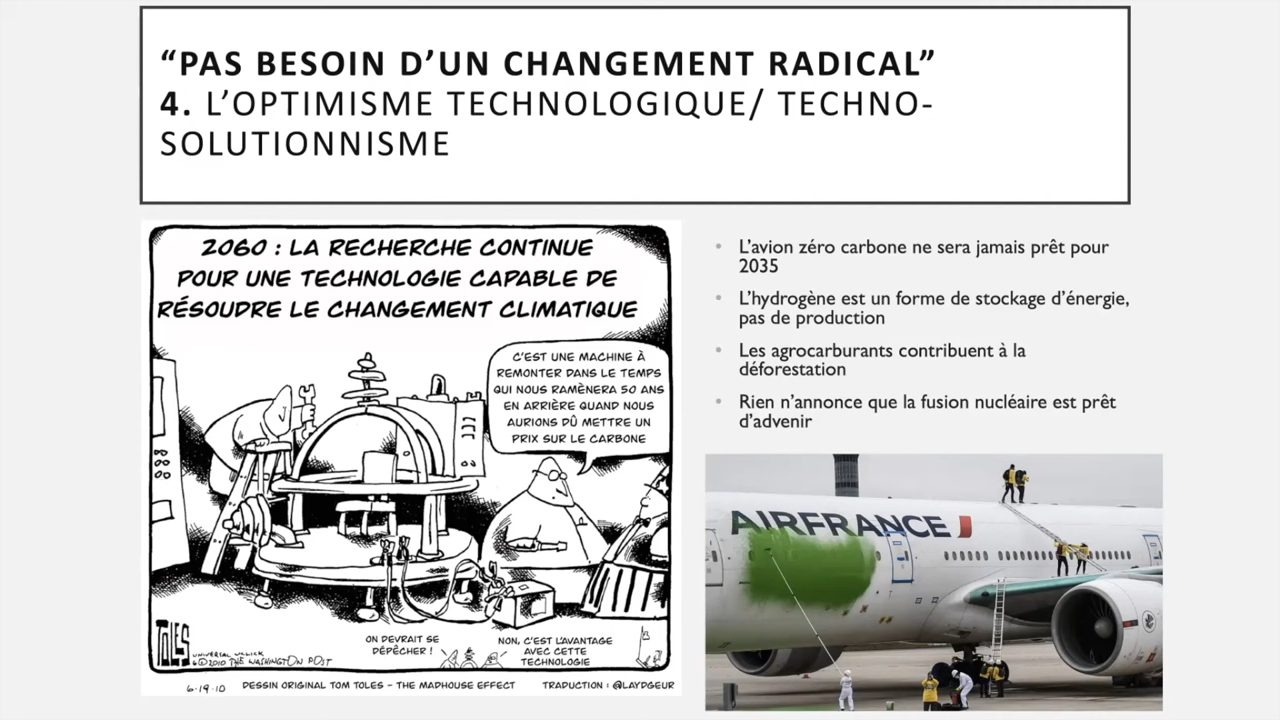 “PAS BESOIN D’UN CHANGEMENT RADICAL”
4. L’OPTIMISME TECHNOLOGIQUE/ TECHNO-
SOLUTIONNISME
2060 : LA RECHERCHE CONTINUE
POUR UNE TECHNOLOGIE CAPABLE DE
RÉSOUDRE LE CHANGEMENT CLIMATIQUE
C'EST UNE MACHINE À
REMONTER DANS LE TEMPS
QUI NOUS RAMÈNERA 50 ANS
EN ARRIÈRE QUAND NOUS
AURIONS DÛ METTRE UN
PRIX SUR LE CARBONE
ON DEVRAIT SE
DÉPÊCHER !
NON, C'EST L'AVANTAGE
AVEC CETTE
TECHNOLOGIE
TOLES
©2010 THE WASHINGTON POST
6-19-10
DESSIN ORIGINAL TOM TOLES – THE MADHOUSE EFFECT
TRADUCTION : @LAYDGEUR
• L’avion zéro carbone ne sera jamais prêt pour
2035
• L’hydrogène est un forme de stockage d’énergie,
pas de production
• Les agrocarburants contribuent à la
déforestation
• Rien n’annonce que la fusion nucléaire est prêt
d’advenir
AIRFRANCE